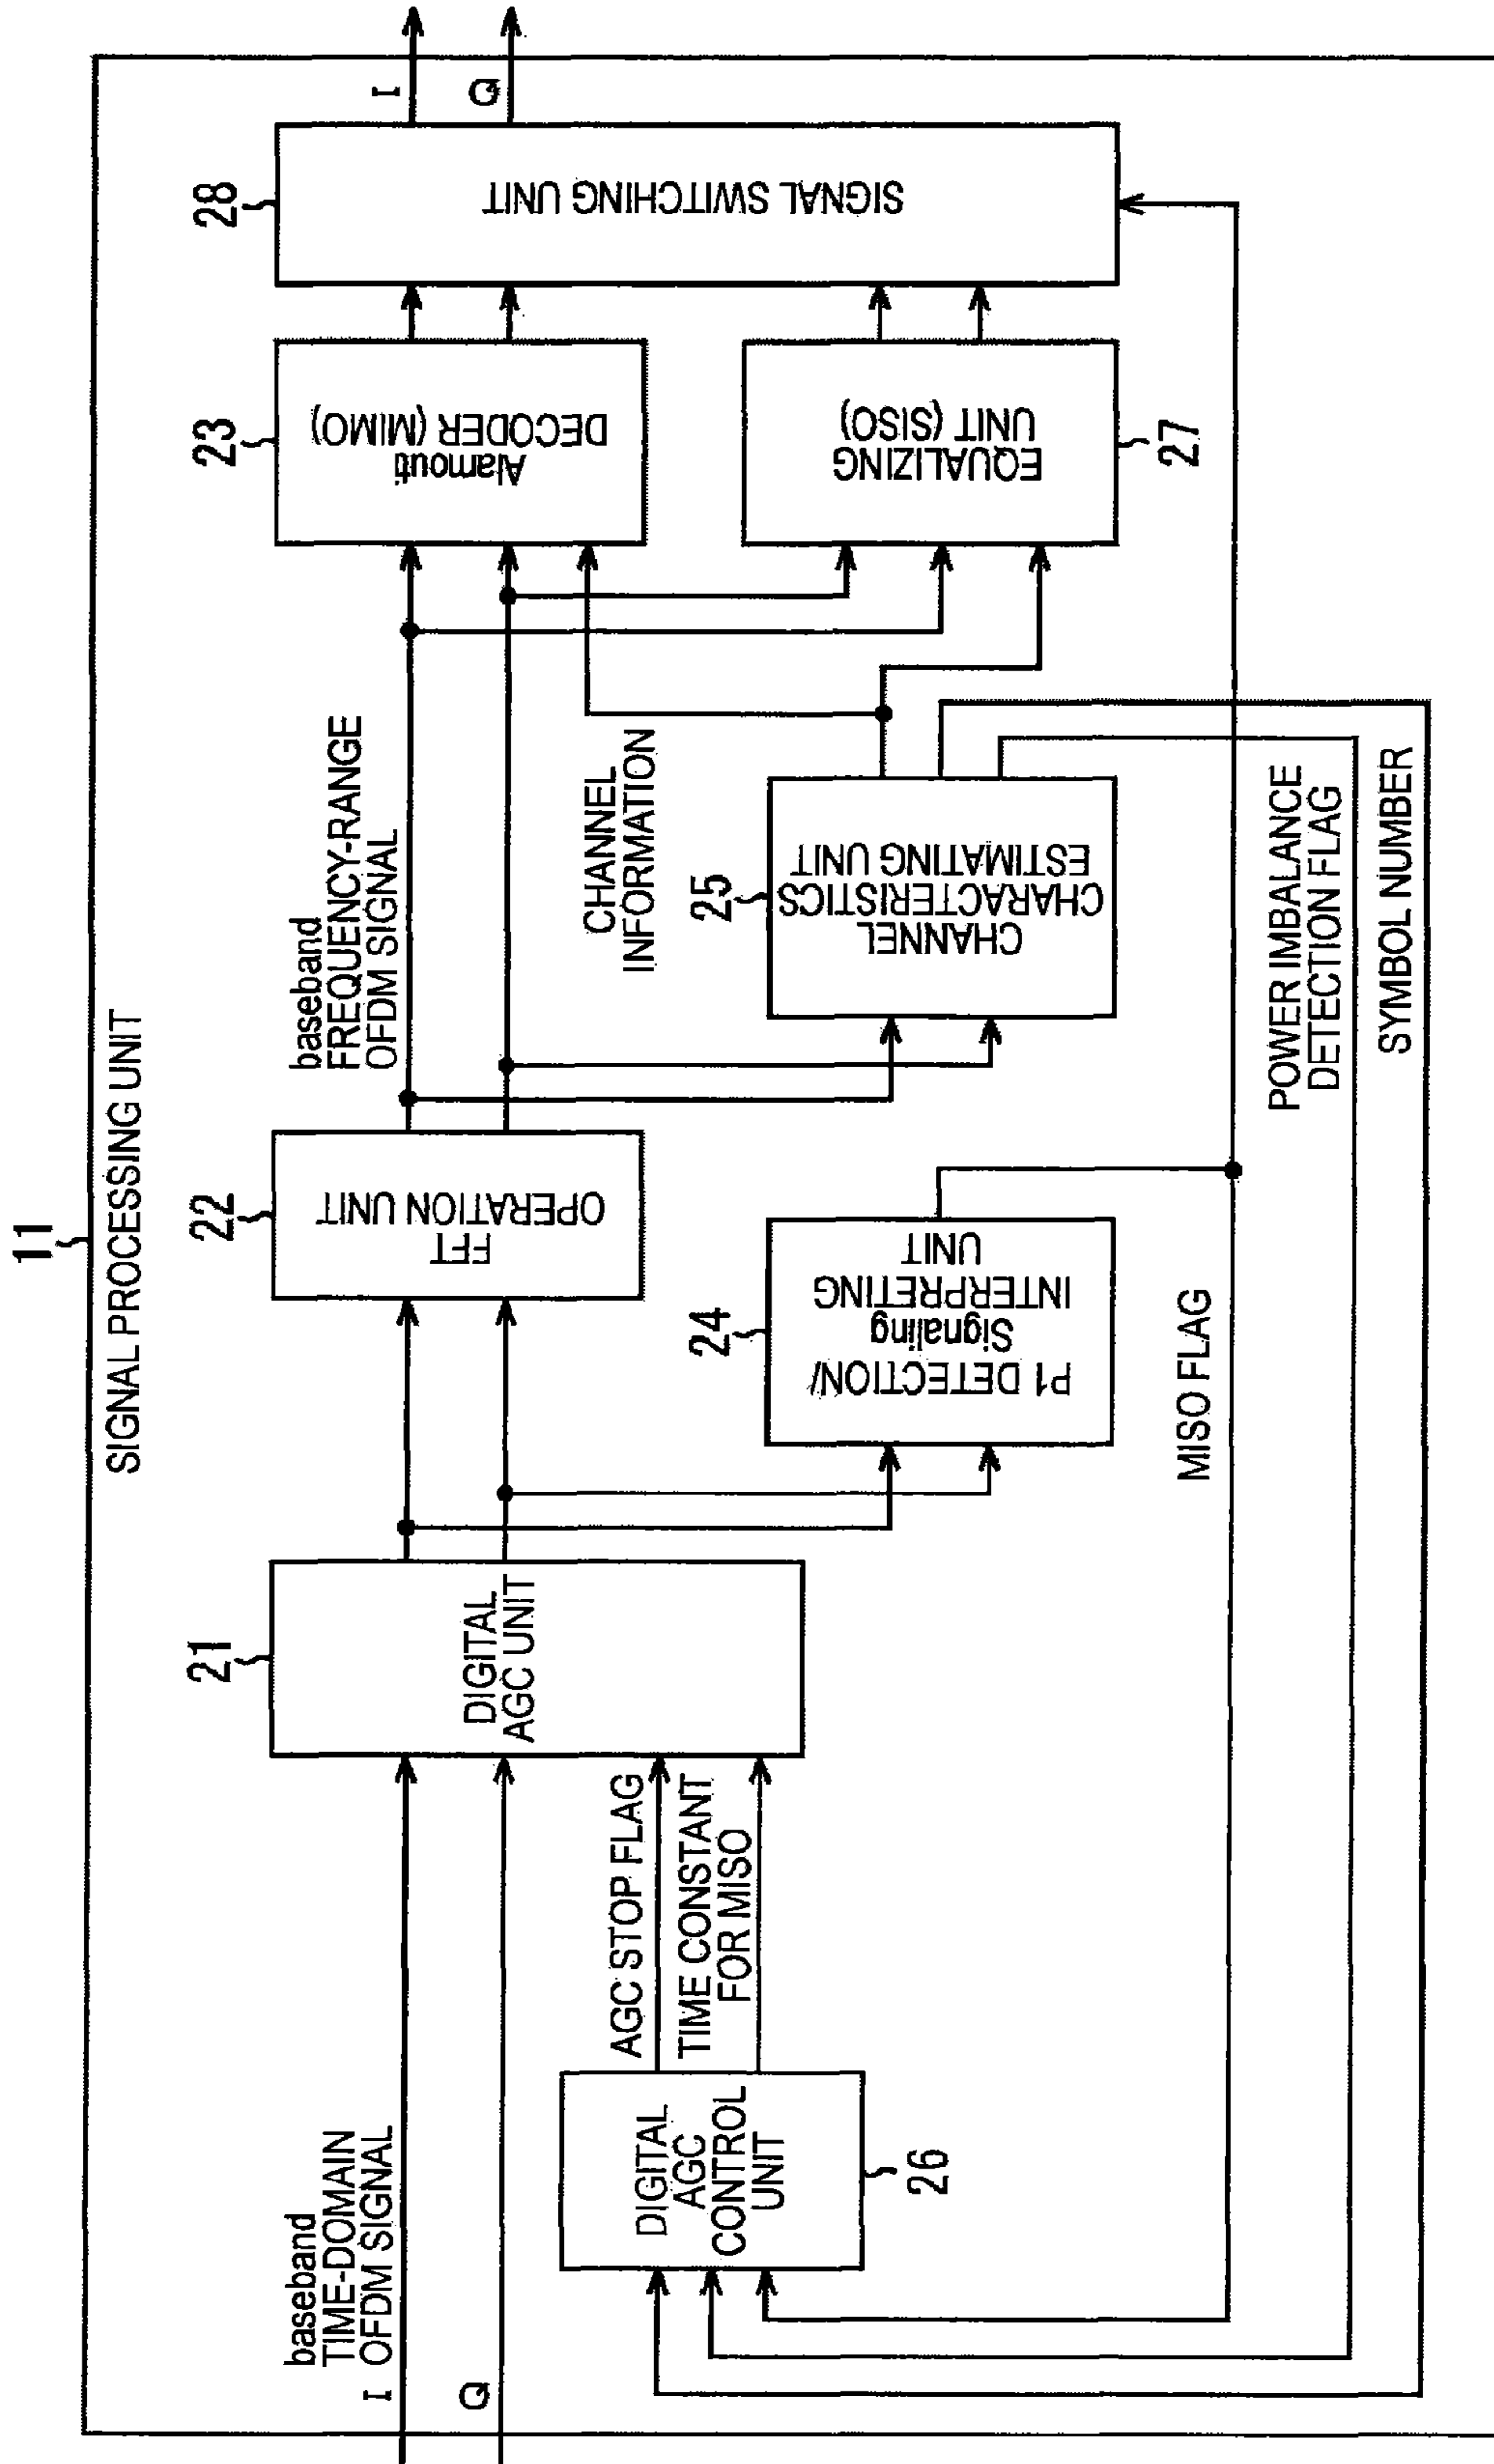 11
SIGNAL PROCESSING UNIT
baseband
TIME-DOMAIN
OFDM SIGNAL
I
Q
21
DIGITAL
AGC UNIT
AGC STOP FLAG
TIME CONSTANT
FOR MISO
DIGITAL
AGC
CONTROL
UNIT
26
22
FFT
OPERATION UNIT
24
P1 DETECTION/
Signaling
INTERPRETING
UNIT
MISO FLAG
baseband
FREQUENCY-RANGE
OFDM SIGNAL
CHANNEL
INFORMATION
25
CHANNEL
CHARACTERISTICS
ESTIMATING UNIT
POWER IMBALANCE
DETECTION FLAG
SYMBOL NUMBER
23
Alamouti
DECODER (MIMO)
EQUALIZING
UNIT (SISO)
27
28
SIGNAL SWITCHING UNIT
I
Q